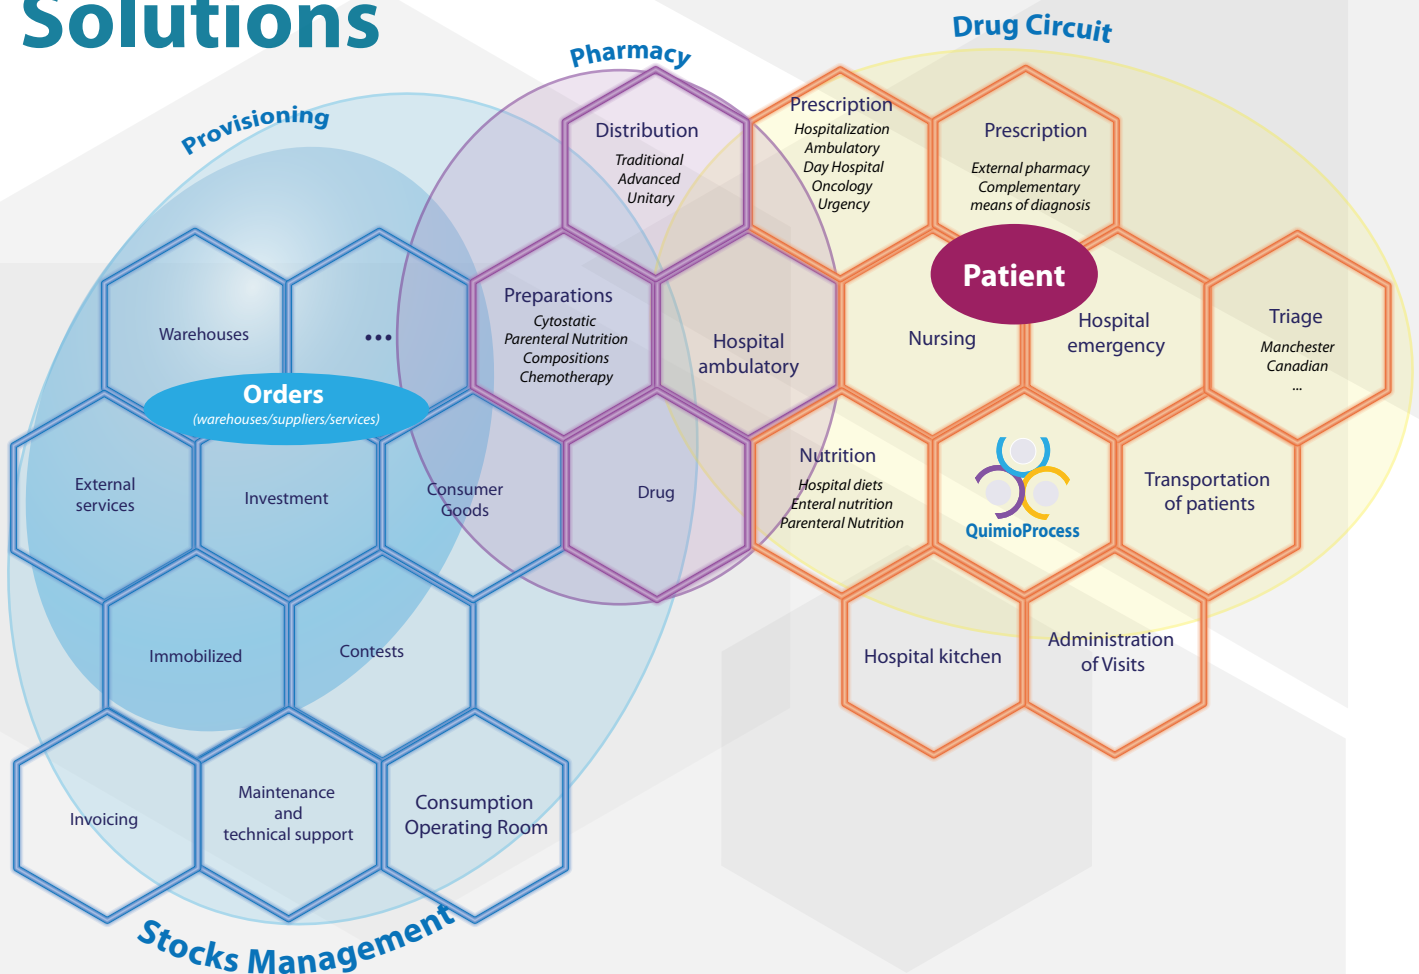 Solutions
Provisioning
Pharmacy
Drug Circuit
Distribution
Traditional
Advanced
Unitary
Prescription
Hospitalization
Ambulatory
Day Hospital
Oncology
Urgency
Prescription
External pharmacy
Complementary
means of diagnosis
Patient
Warehouses
...
Orders
(warehouses/suppliers/services)
Preparations
Cytostatic
Parenteral Nutrition
Compositions
Chemotherapy
Hospital
ambulatory
Nursing
Hospital
emergency
Triage
Manchester
Canadian
...
External
services
Investment
Consumer
Goods
Drug
Nutrition
Hospital diets
Enteral nutrition
Parenteral Nutrition
QuimioProcess
Transportation
of patients
Immobilized
Contests
Hospital kitchen
Administration
of Visits
Invoicing
Maintenance
and
technical support
Consumption
Operating Room
Stocks Management